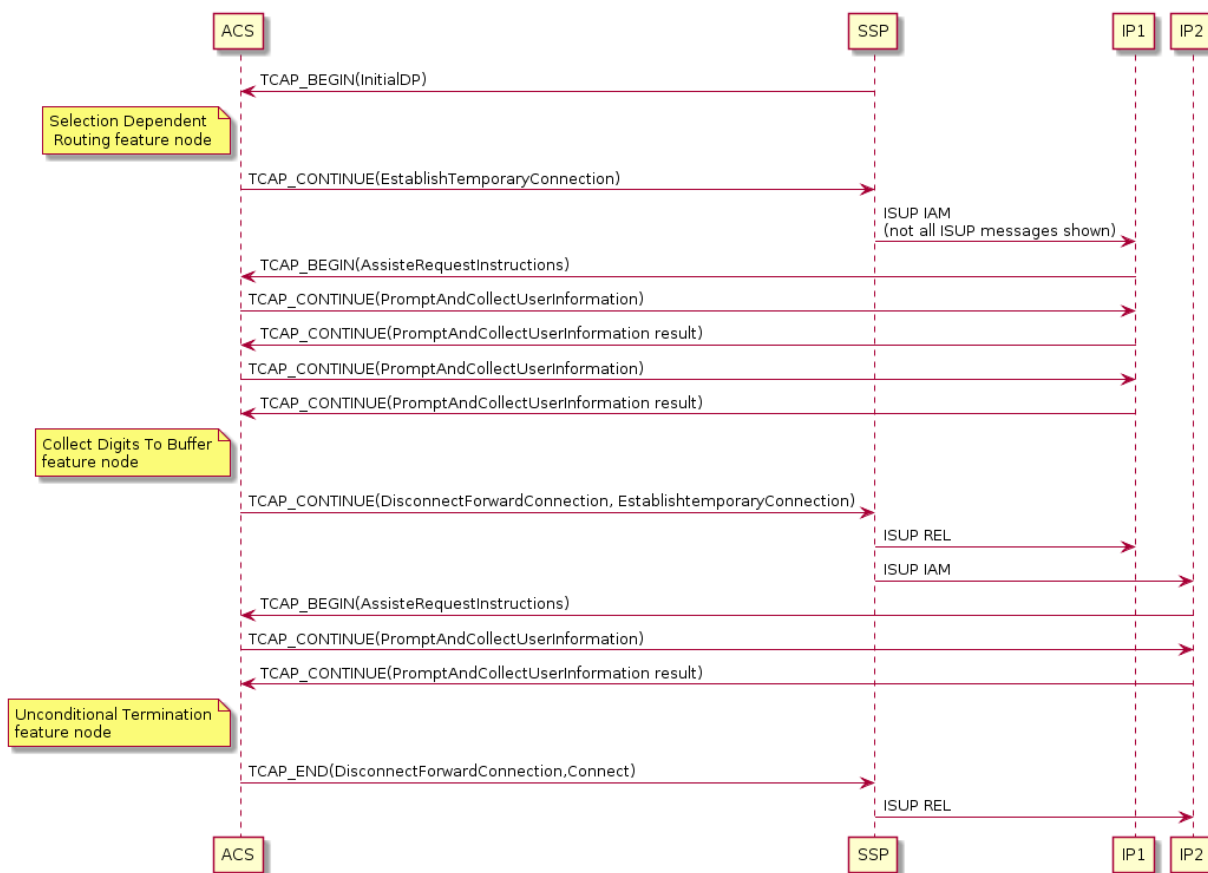 ACS
SSP
IP1
IP2
TCAP_BEGIN(InitialDP)
Selection Dependent
Routing feature node
TCAP_CONTINUE(EstablishTemporaryConnection)
ISUP IAM
(not all ISUP messages shown)
TCAP_BEGIN(AssisteRequestInstructions)
TCAP_CONTINUE(PromptAndCollectUserInformation)
TCAP_CONTINUE(PromptAndCollectUserInformation result)
TCAP_CONTINUE(PromptAndCollectUserInformation)
TCAP_CONTINUE(PromptAndCollectUserInformation result)
Collect Digits To Buffer
feature node
TCAP_CONTINUE(DisconnectForwardConnection, EstablishtemporaryConnection)
ISUP REL
ISUP IAM
TCAP_BEGIN(AssisteRequestInstructions)
TCAP_CONTINUE(PromptAndCollectUserInformation)
TCAP_CONTINUE(PromptAndCollectUserInformation result)
Unconditional Termination
feature node
TCAP_END(DisconnectForwardConnection,Connect)
ISUP REL
ACS
SSP
IP1
IP2